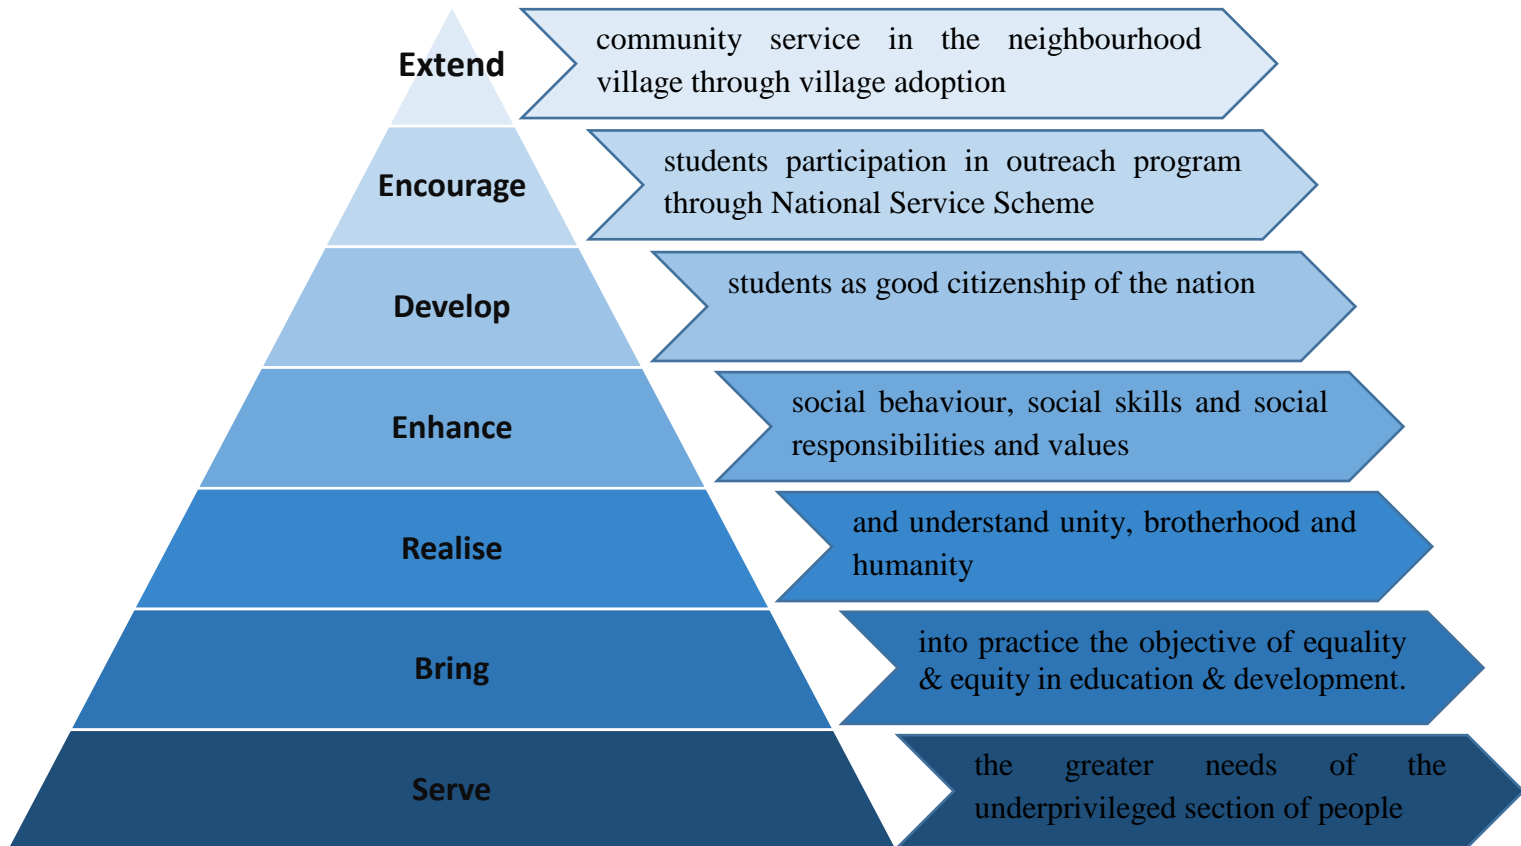 Extend
community service in the neighbourhood
village through village adoption
Encourage
students participation in outreach program
through National Service Scheme
Develop
students as good citizenship of the nation
Enhance
social behaviour, social skills and social
responsibilities and values
Realise
and understand unity, brotherhood and
humanity
Bring
into practice the objective of equality
& equity in education & development.
Serve
the greater needs of the
underprivileged section of people